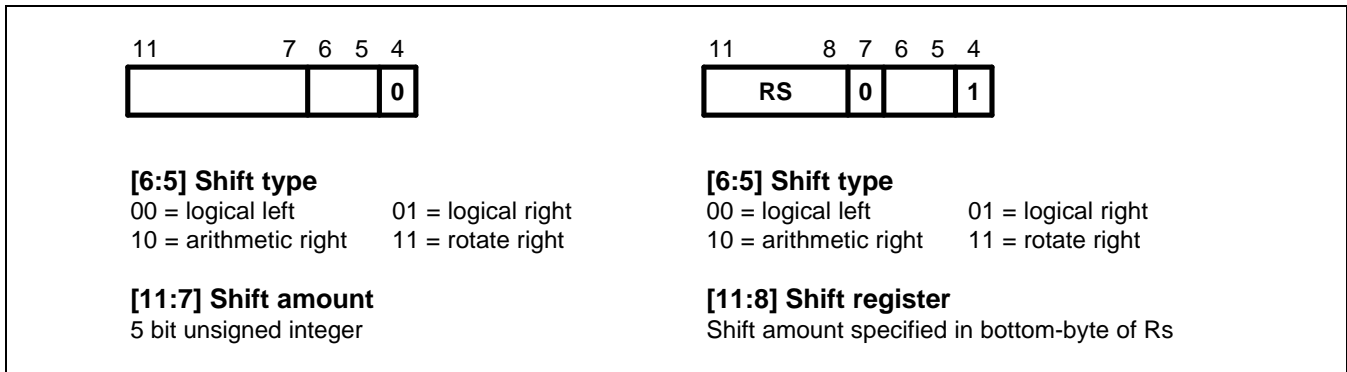 11 7 6 5 4
0
[6:5] Shift type
00 = logical left 01 = logical right
10 = arithmetic right 11 = rotate right
[11:7] Shift amount
5 bit unsigned integer
11 8 7 6 5 4
RS 0 1
[6:5] Shift type
00 = logical left 01 = logical right
10 = arithmetic right 11 = rotate right
[11:8] Shift register
Shift amount specified in bottom-byte of Rs